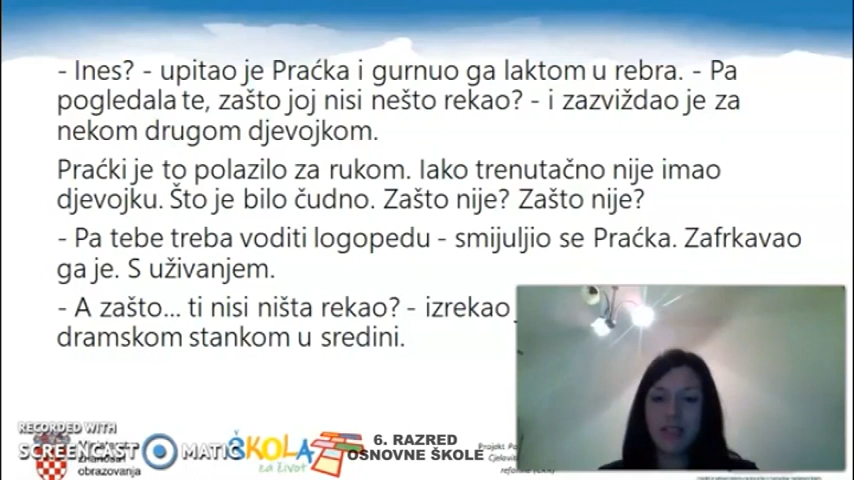 - Ines? - upitao je Praćka i gurnuo ga laktom u rebra. - Pa
pogledala te, zašto joj nisi nešto rekao? - i zazviždao je za
nekom drugom djevojkom.
Praćki je to polazilo za rukom. Iako trenutačno nije imao
djevojku. Što je bilo čudno. Zašto nije? Zašto nije?
- Pa tebe treba voditi logopedu - smijuljio se Praćka. Zafrkavao
ga je. S uživanjem.
- A zašto... ti nisi ništa rekao? - izrekao
dramskom stankom u sredini.
RECORDED WITH
SCREENCAST MATIC
obrazovanja
ŠKOLA
za život
6. RAZRED
OSNOVNE ŠKOLE